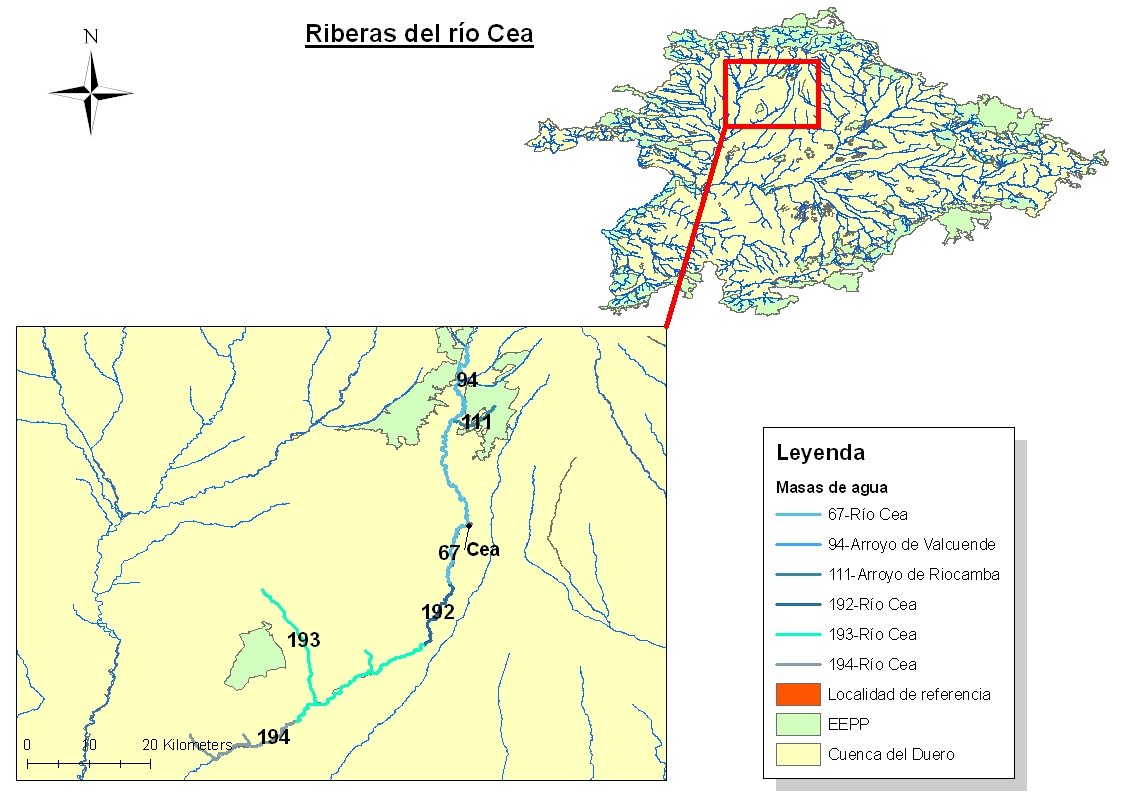 N
Riberas del río Cea
94
111
67 Cea
192
193
194
0 10 20 Kilometers
Leyenda
Masas de agua
67-Río Cea
94-Arroyo de Valcuende
111-Arroyo de Riocamba
192-Río Cea
193-Río Cea
194-Río Cea
Localidad de referencia
EEPP
Cuenca del Duero